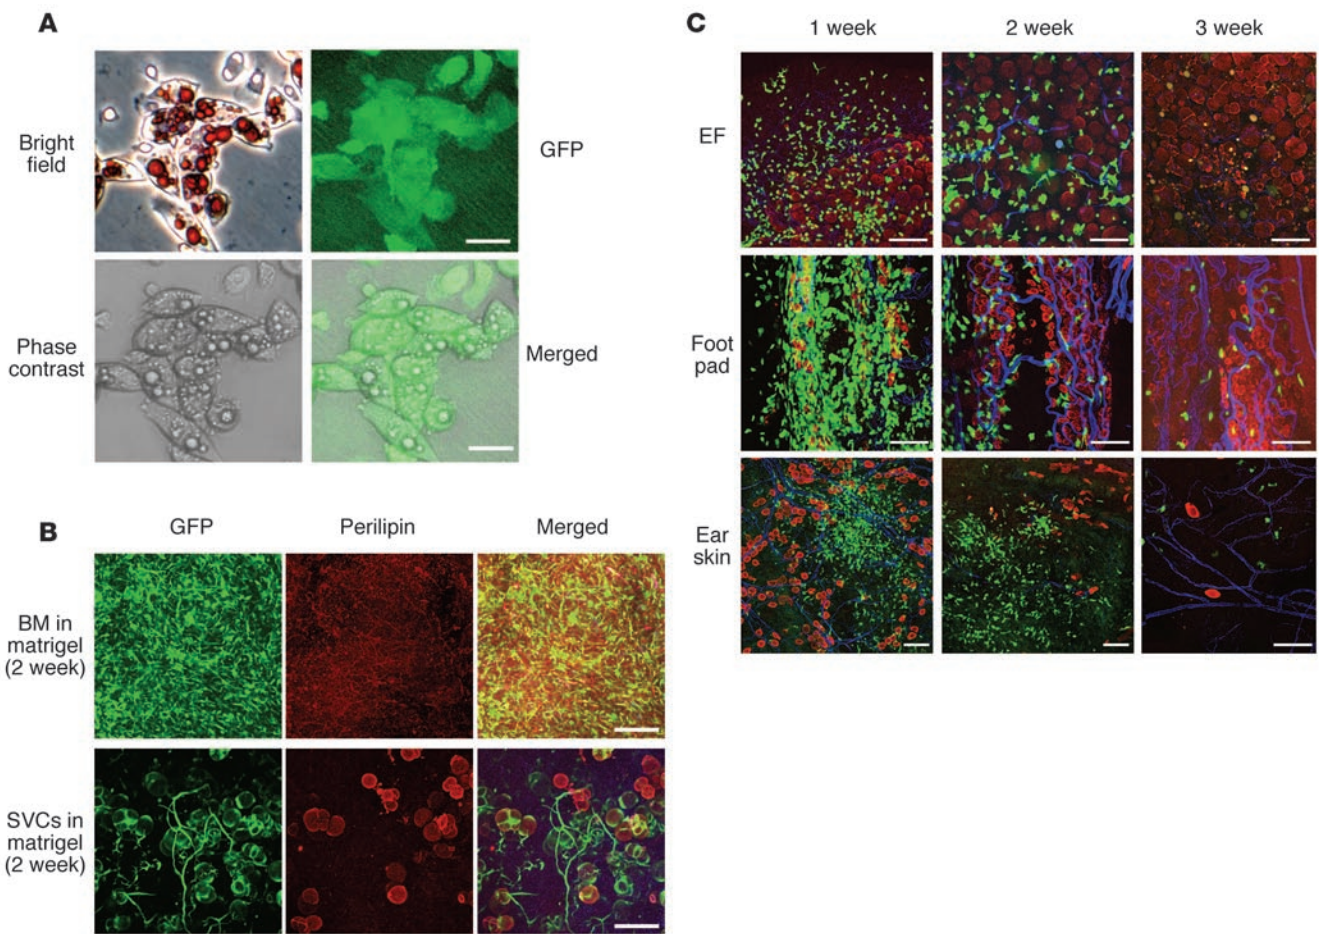 A
Bright
field
GFP
Phase
contrast
Merged
B
GFP Perilipin Merged
BM in
matrigel
(2 week)
SVCs in
matrigel
(2 week)
C
1 week 2 week 3 week
EF
Foot
pad
Ear
skin